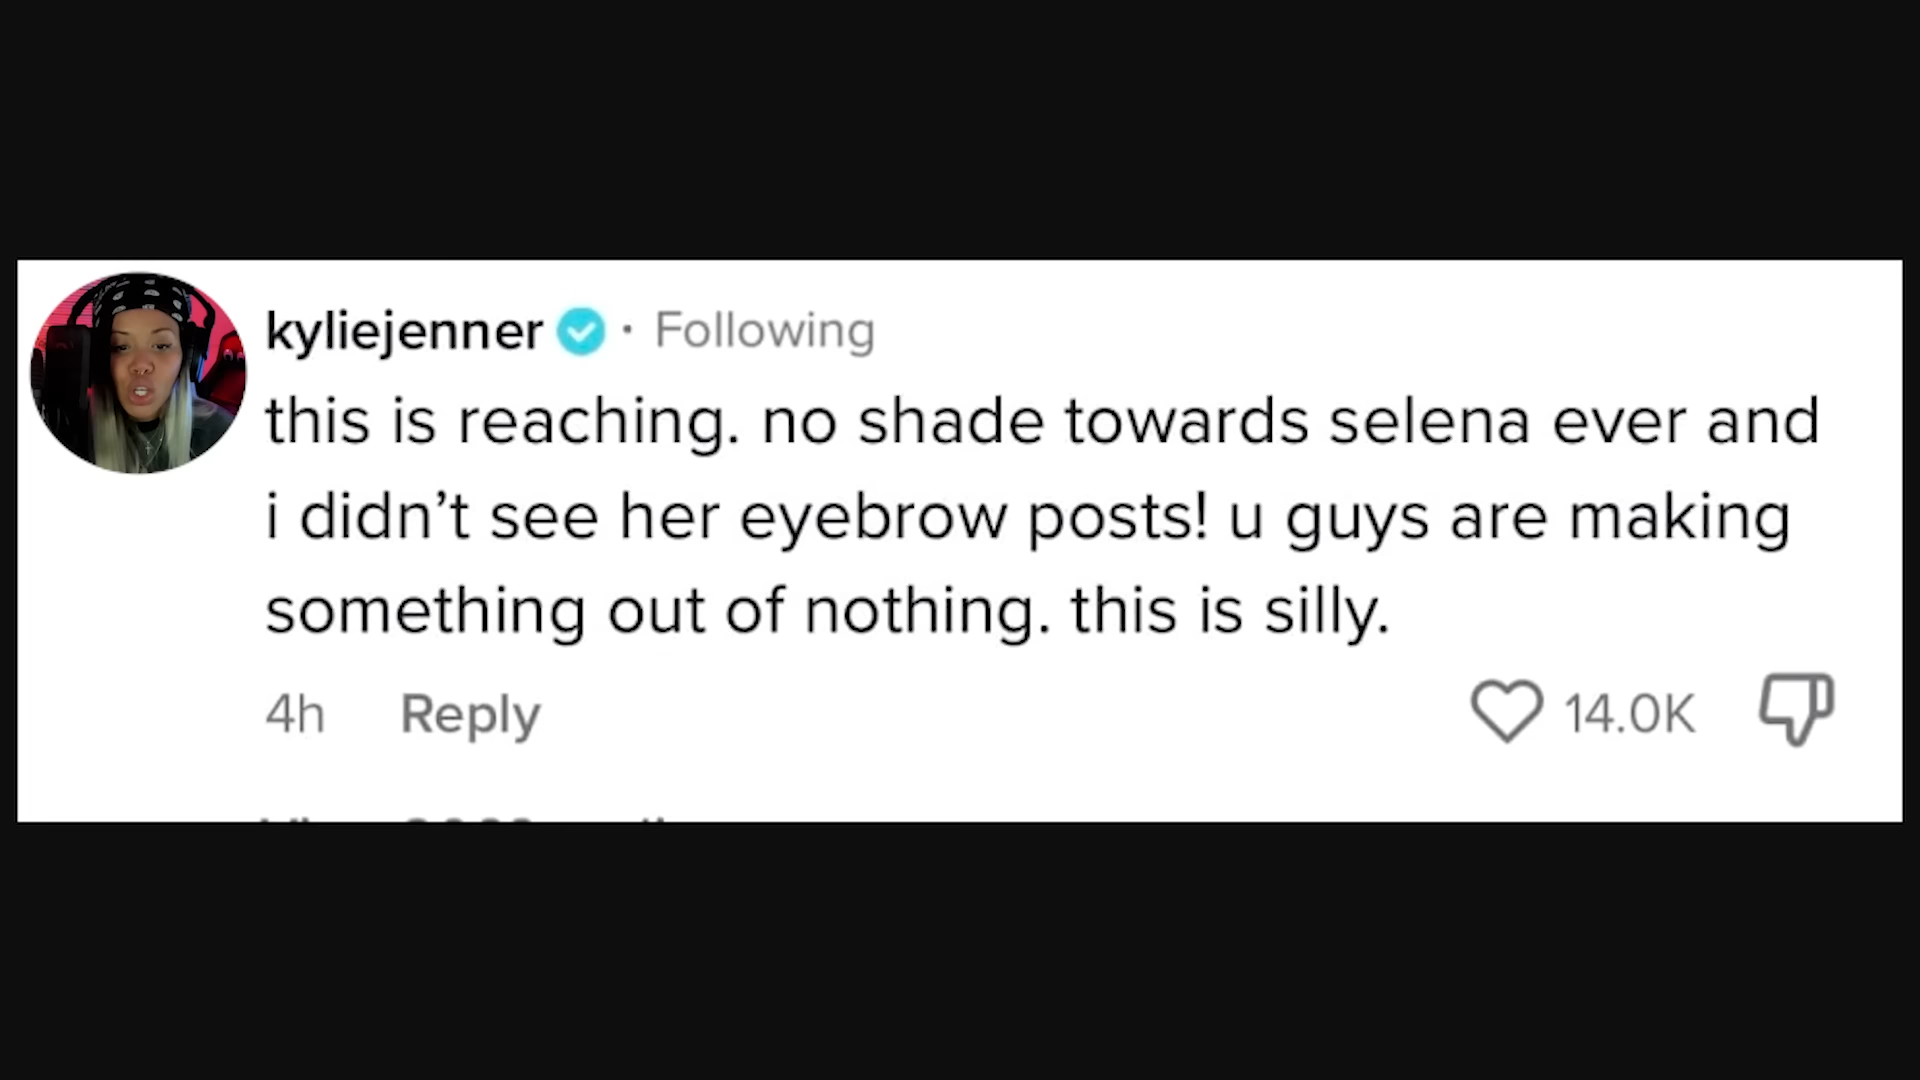 kyliejenner · Following
this is reaching. no shade towards selena ever and
i didn’t see her eyebrow posts! u guys are making
something out of nothing. this is silly.
4h Reply 14.0K